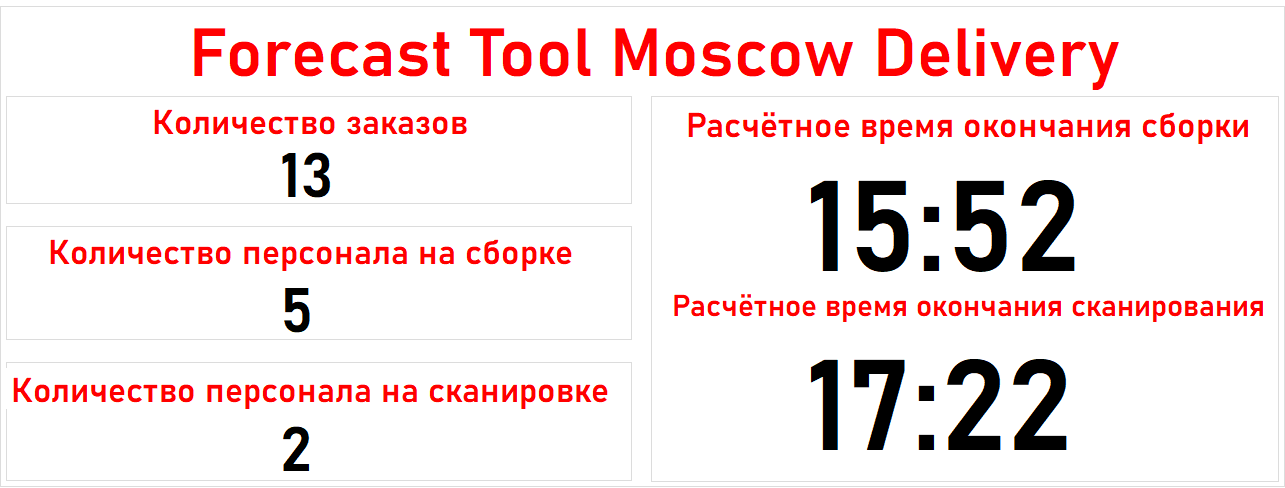 Forecast Tool Moscow Delivery
Количество заказов
13
Количество персонала на сборке
5
Количество персонала на сканировке
2
Расчётное время окончания сборки
15:52
Расчётное время окончания сканирования
17:22